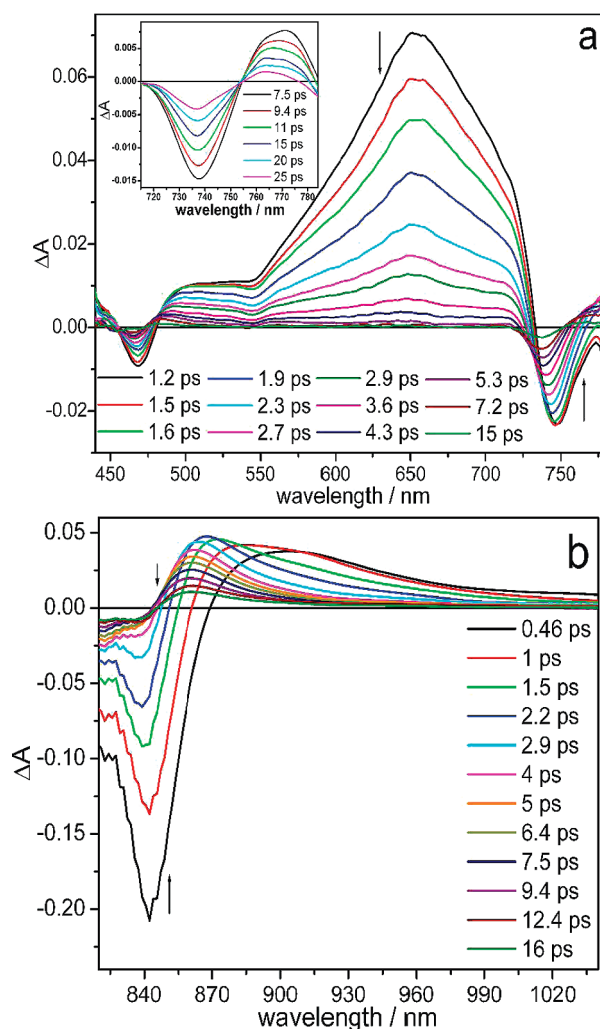 a
0.005
0.000
-0.005
-0.010
-0.015
ΔA
7.5 ps
9.4 ps
11 ps
15 ps
20 ps
25 ps
720 730 740 750 760 770 780
wavelength / nm
0.06
0.04
0.02
0.00
-0.02
ΔA
1.2 ps 1.9 ps 2.9 ps 5.3 ps
1.5 ps 2.3 ps 3.6 ps 7.2 ps
1.6 ps 2.7 ps 4.3 ps 15 ps
450 500 550 600 650 700 750
wavelength / nm
b
0.05
0.00
-0.05
-0.10
-0.15
-0.20
ΔA
0.46 ps
1 ps
1.5 ps
2.2 ps
2.9 ps
4 ps
5 ps
6.4 ps
7.5 ps
9.4 ps
12.4 ps
16 ps
840 870 900 930 960 990 1020
wavelength / nm